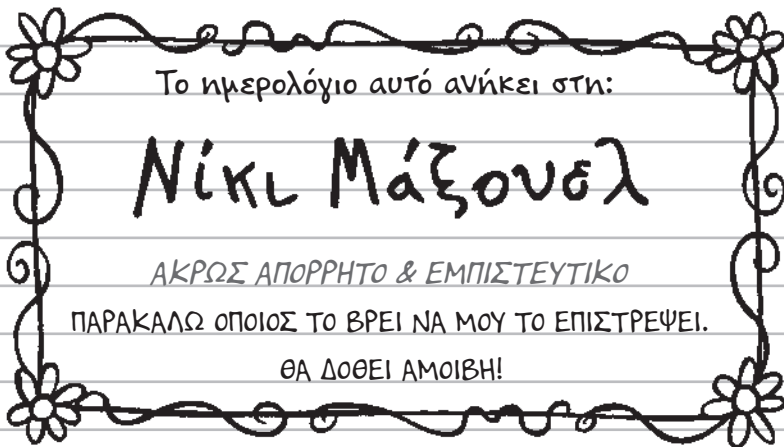 Το ημερολόγιο αυτό ανήκει στη:
Νίκι Μάξουελ
ΑΚΡΩΣ ΑΠΟΡΡΗΤΟ & ΕΜΠΙΣΤΕΥΤΙΚΟ
ΠΑΡΑΚΑΛΩ ΟΠΟΙΟΣ ΤΟ ΒΡΕΙ ΝΑ ΜΟΥ ΤΟ ΕΠΙΣΤΡΕΨΕΙ.
ΘΑ ΔΟΘΕΙ ΑΜΟΙΒΗ!